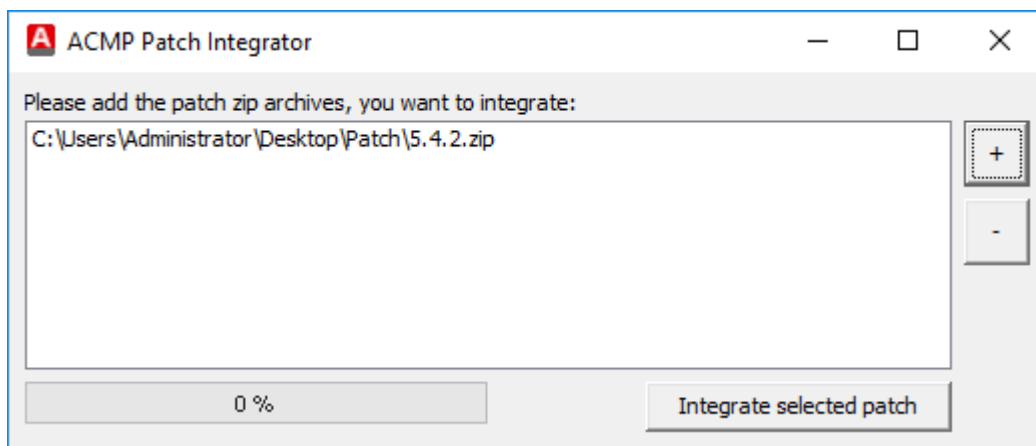 ACMP Patch Integrator
Please add the patch zip archives, you want to integrate:
C:\Users\Administrator\Desktop\Patch\5.4.2.zip
+
-
0 %
Integrate selected patch